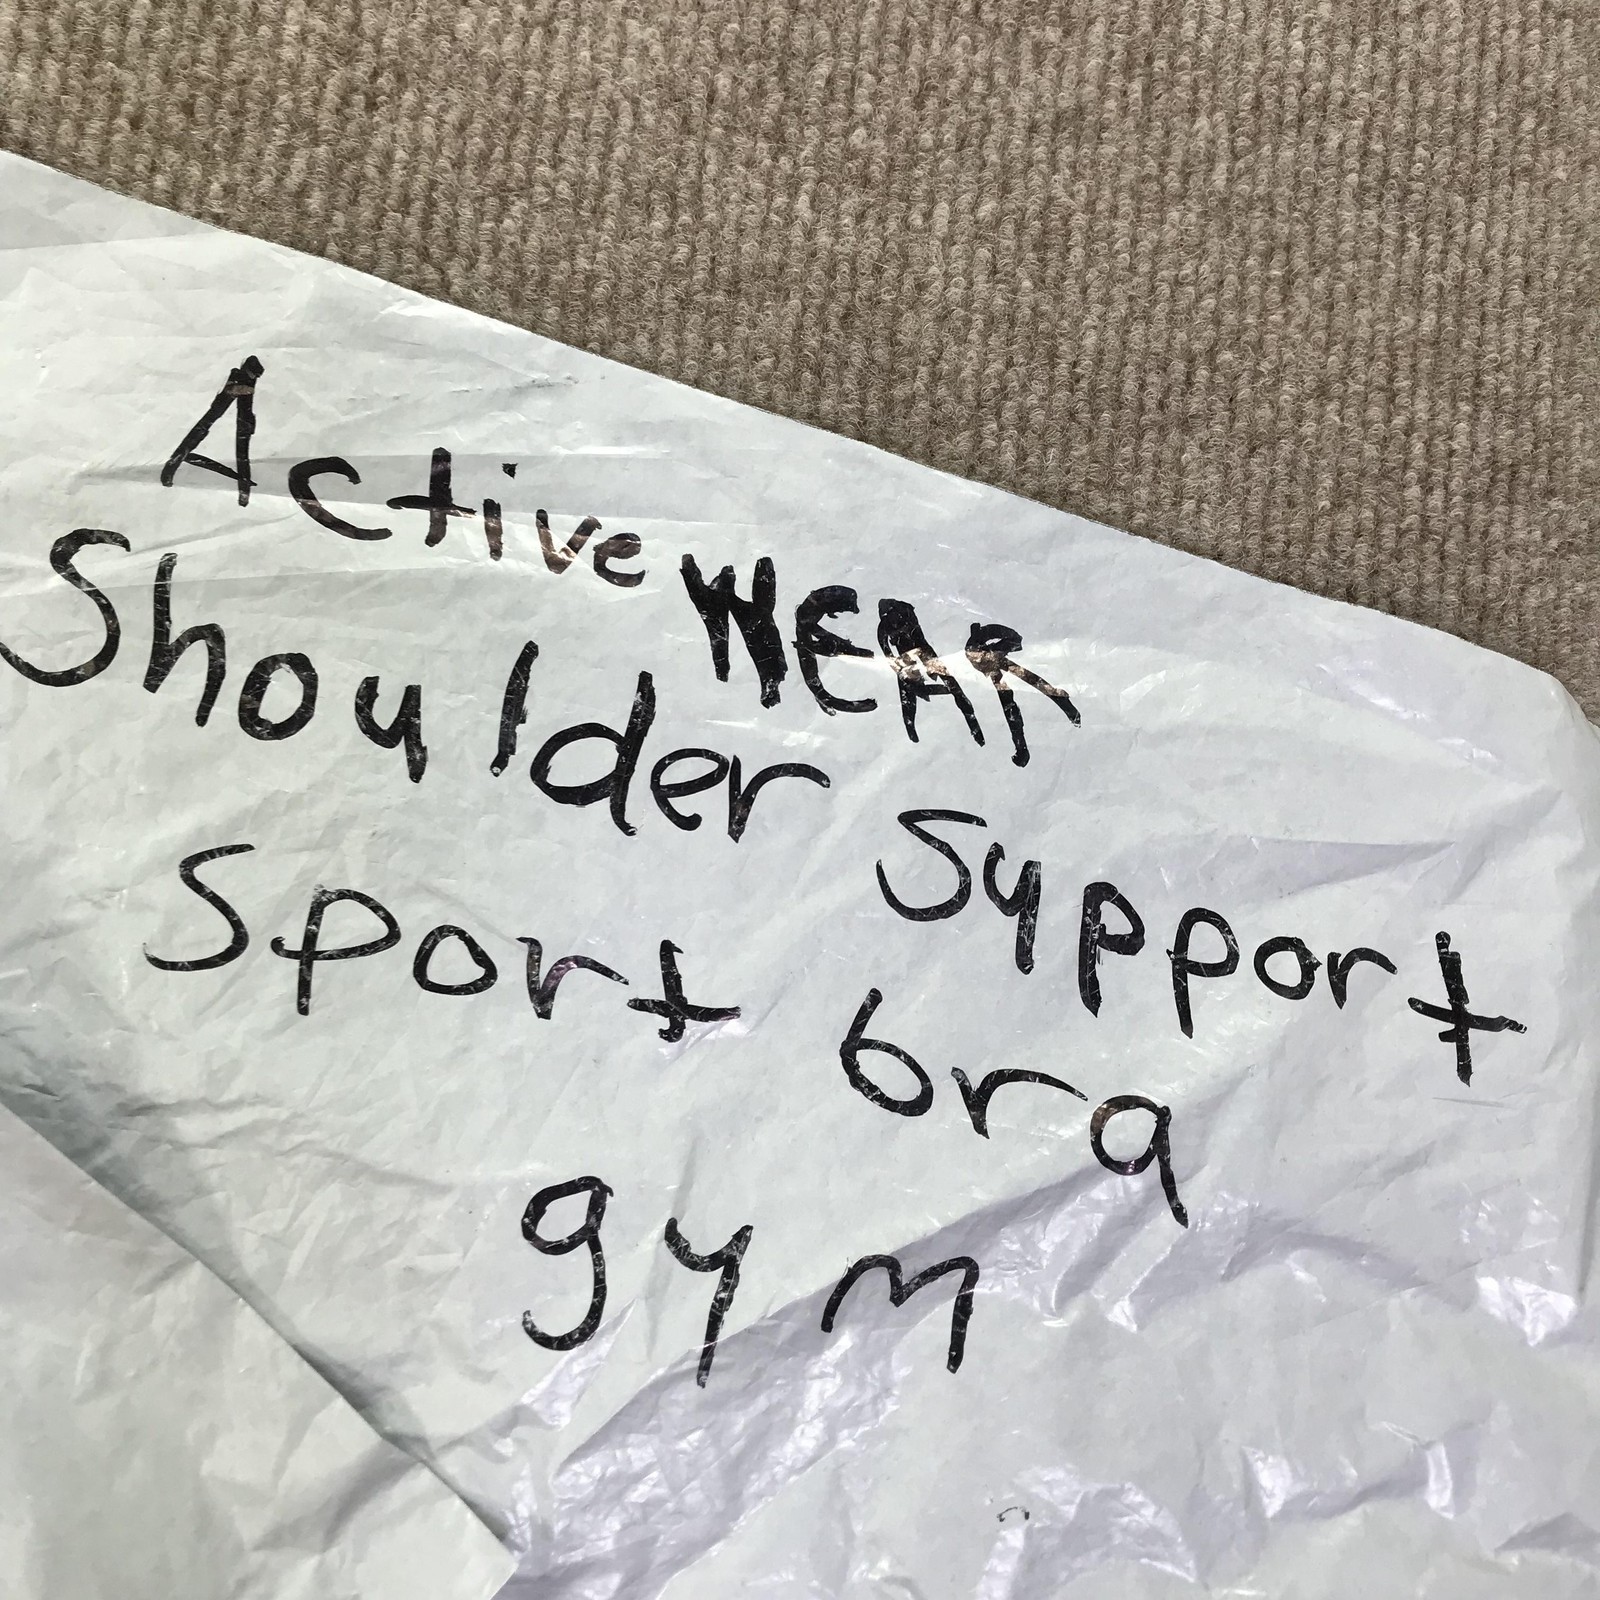 Active WEAR
Shoulder Support
Sport bra
gym